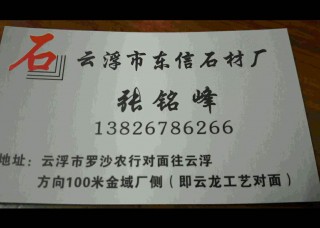 石 云浮市东信石材厂
张铭峰
13826786266
地址：云浮市罗沙农行对面往云浮
方向100米金域厂侧（即云龙工艺对面）